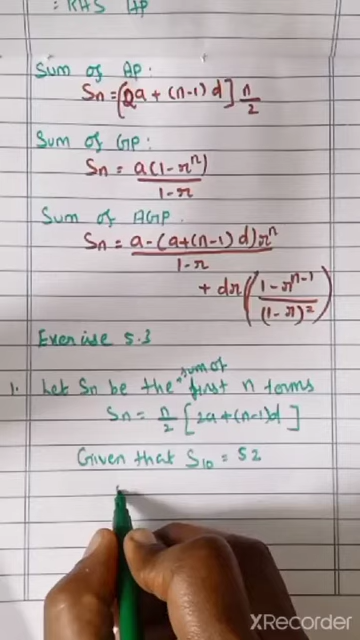 : RHS AP
Sum of AP:
Sn = [2a + (n-1) d] n/2
Sum of GP:
Sn = a(1-r^n)/1-r
Sum of AGP.
Sn = a-(a+(n-1) d)r^n/1-r
+ dr (1-r^{n-1}/(1-r)^2)
Exercise 5.3
1. Let Sn be the sum of first n terms
Sn = n/2 [2a+(n-1)d]
Given that S10 = 52
XRecorder